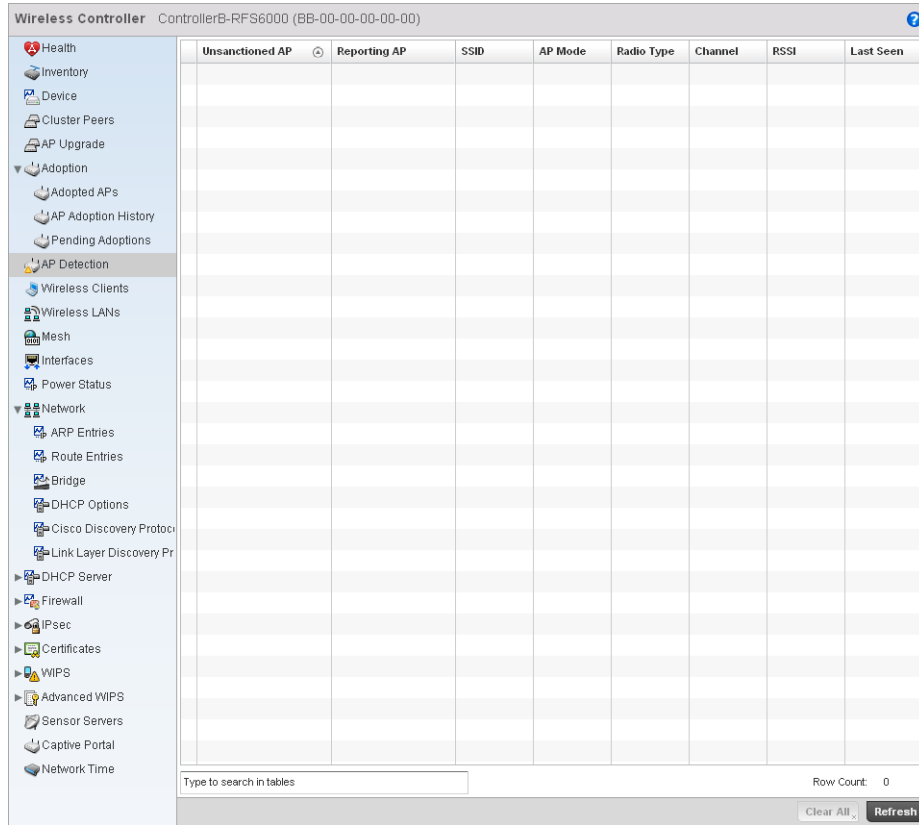 Wireless Controller ControllerB-RFS6000 (BB-00-00-00-00-00)
?
Health
Inventory
Device
Cluster Peers
AP Upgrade
Adoption
Adopted APs
AP Adoption History
Pending Adoptions
AP Detection
Wireless Clients
Wireless LANs
Mesh
Interfaces
Power Status
Network
ARP Entries
Route Entries
Bridge
DHCP Options
Cisco Discovery Protoc
Link Layer Discovery Pr
DHCP Server
Firewall
IPsec
Certificates
WIPS
Advanced WIPS
Sensor Servers
Captive Portal
Network Time
Unsanctioned AP Reporting AP SSID AP Mode Radio Type Channel RSSI Last Seen
Type to search in tables Row Count: 0
Clear All Refresh